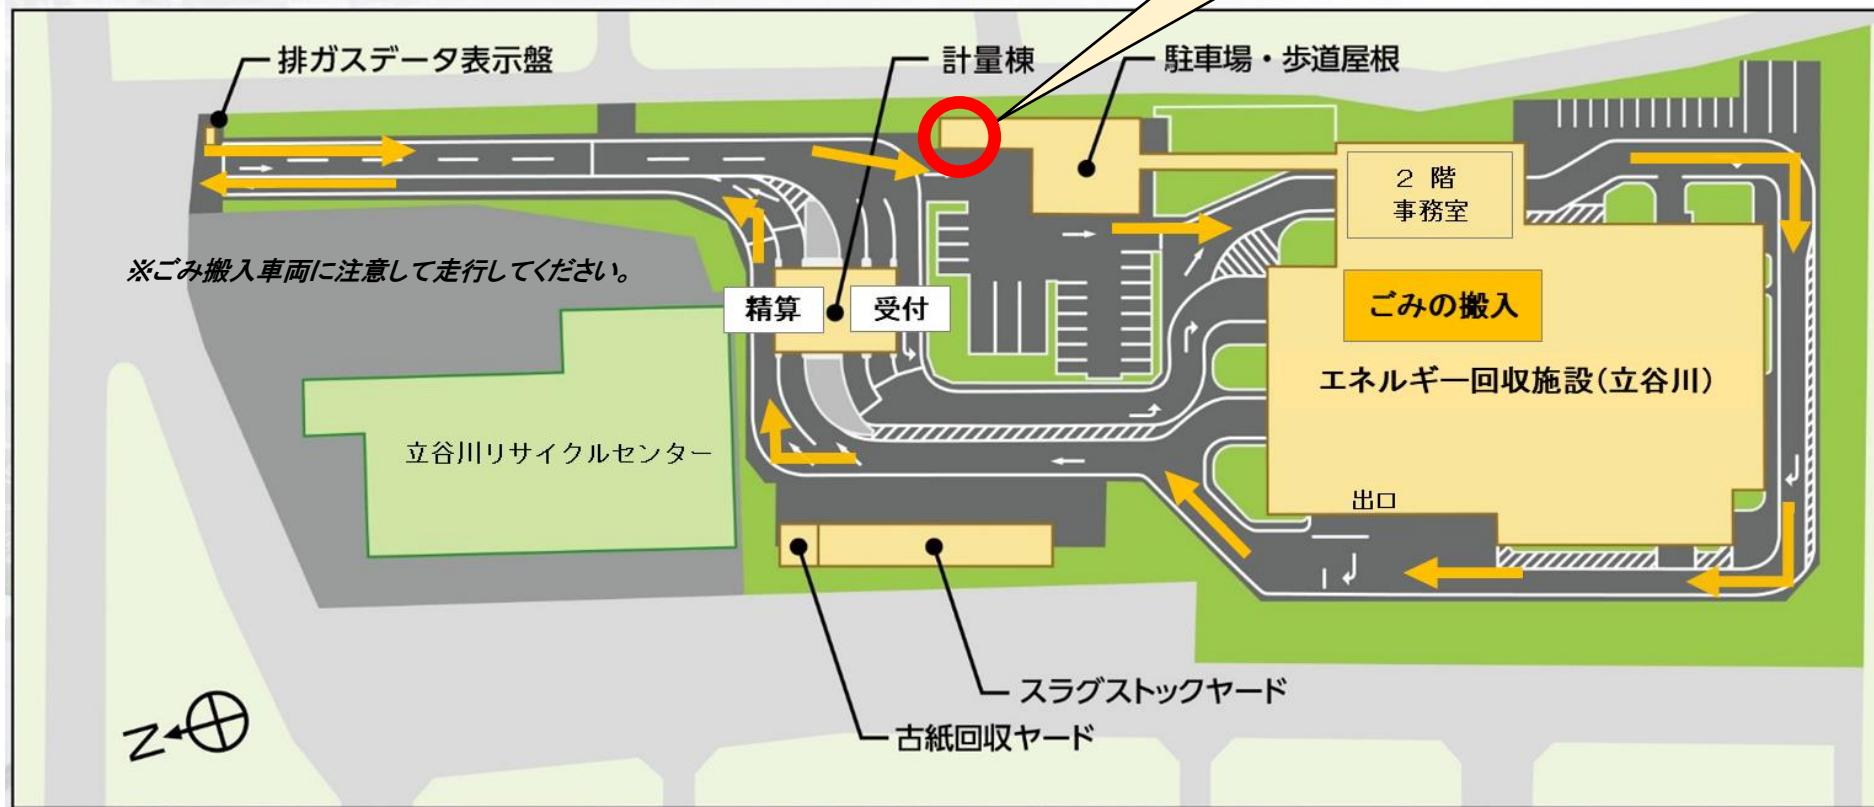 排ガスデータ表示盤
計量棟
駐車場・歩道屋根
2 階
事務室
※ごみ搬入車両に注意して走行してください。
精算
受付
ごみの搬入
エネルギー回収施設(立谷川)
立谷川リサイクルセンター
出口
スラグストックヤード
古紙回収ヤード
N